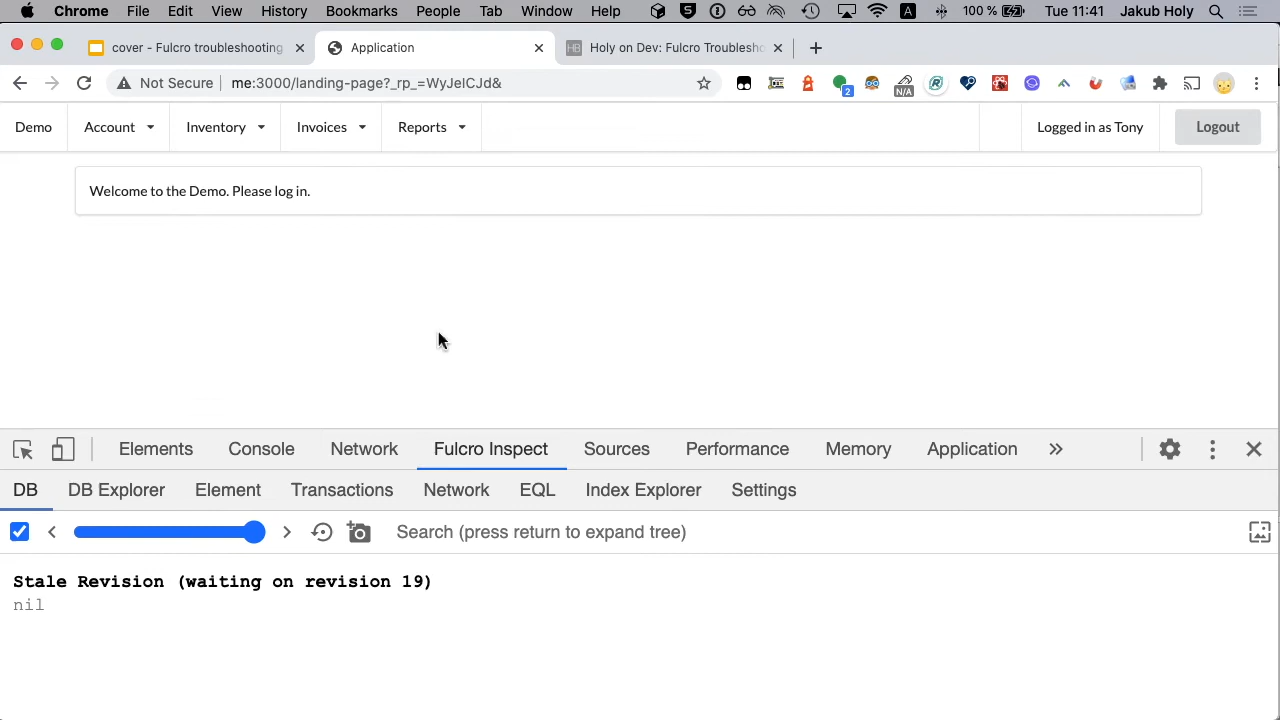 Chrome File Edit View History Bookmarks People Tab Window Help 100 % Tue 11:41 Jakub Holy
cover - Fulcro troubleshooting Application Holy on Dev: Fulcro Troublesho
Not Secure me:3000/landing-page?_rp_=WyJeICJd& 2 N/A
Demo Account Inventory Invoices Reports Logged in as Tony Logout
Welcome to the Demo. Please log in.
Elements Console Network Fulcro Inspect Sources Performance Memory Application
DB DB Explorer Element Transactions Network EQL Index Explorer Settings
Search (press return to expand tree)
Stale Revision (waiting on revision 19)
nil